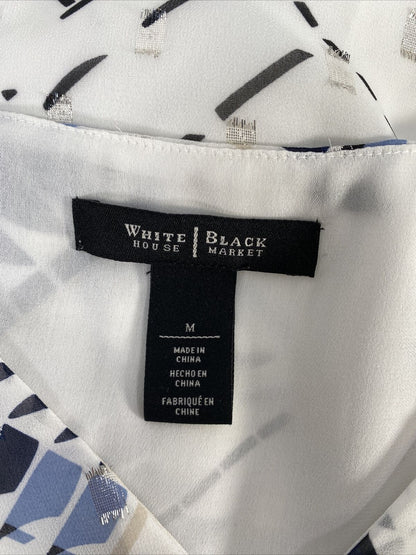 WHITE | BLACK
HOUSE | MARKET
M
MADE IN
CHINA
HECHO EN
CHINA
FABRIQUÉ EN
CHINE